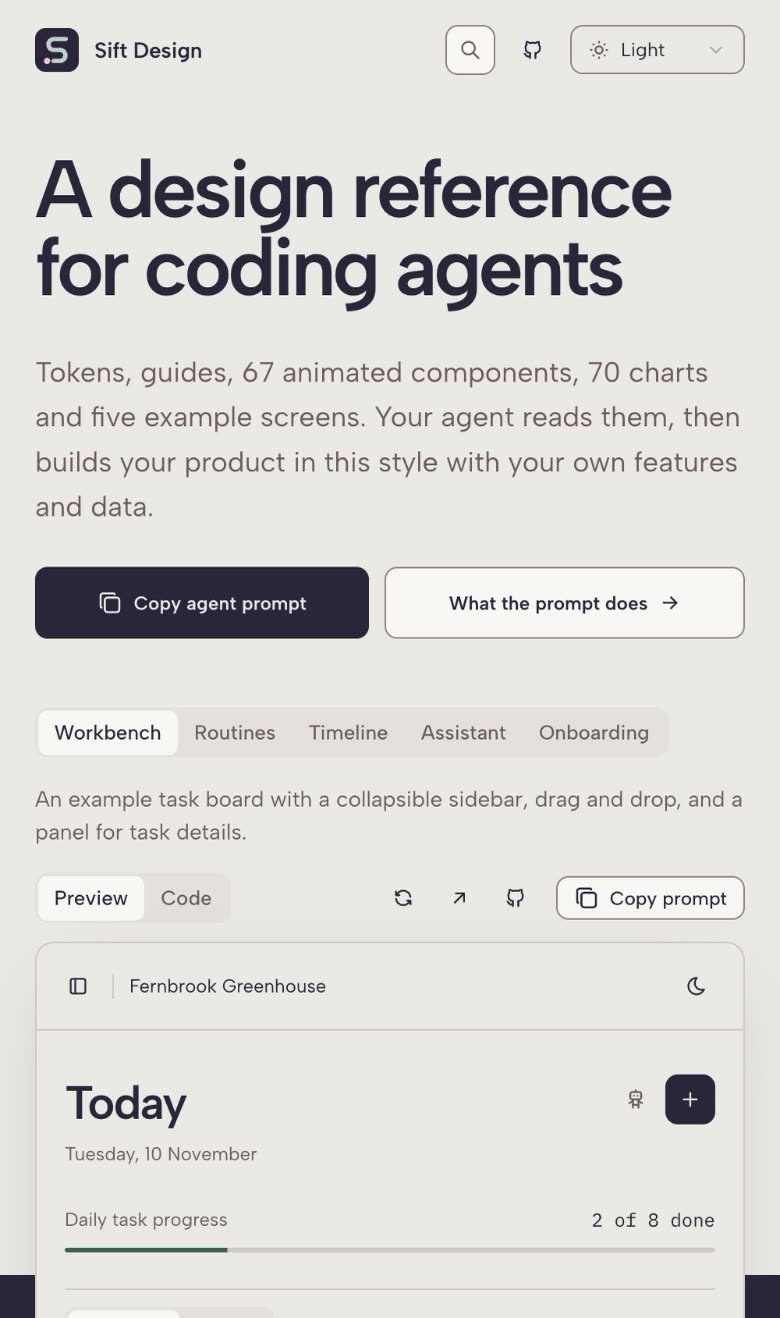 Sift Design
Light
A design reference
for coding agents
Tokens, guides, 67 animated components, 70 charts
and five example screens. Your agent reads them, then
builds your product in this style with your own features
and data.
Copy agent prompt
What the prompt does →
Workbench Routines Timeline Assistant Onboarding
An example task board with a collapsible sidebar, drag and drop, and a
panel for task details.
Preview Code
Copy prompt
Fernbrook Greenhouse
Today
Tuesday, 10 November
Daily task progress
2 of 8 done